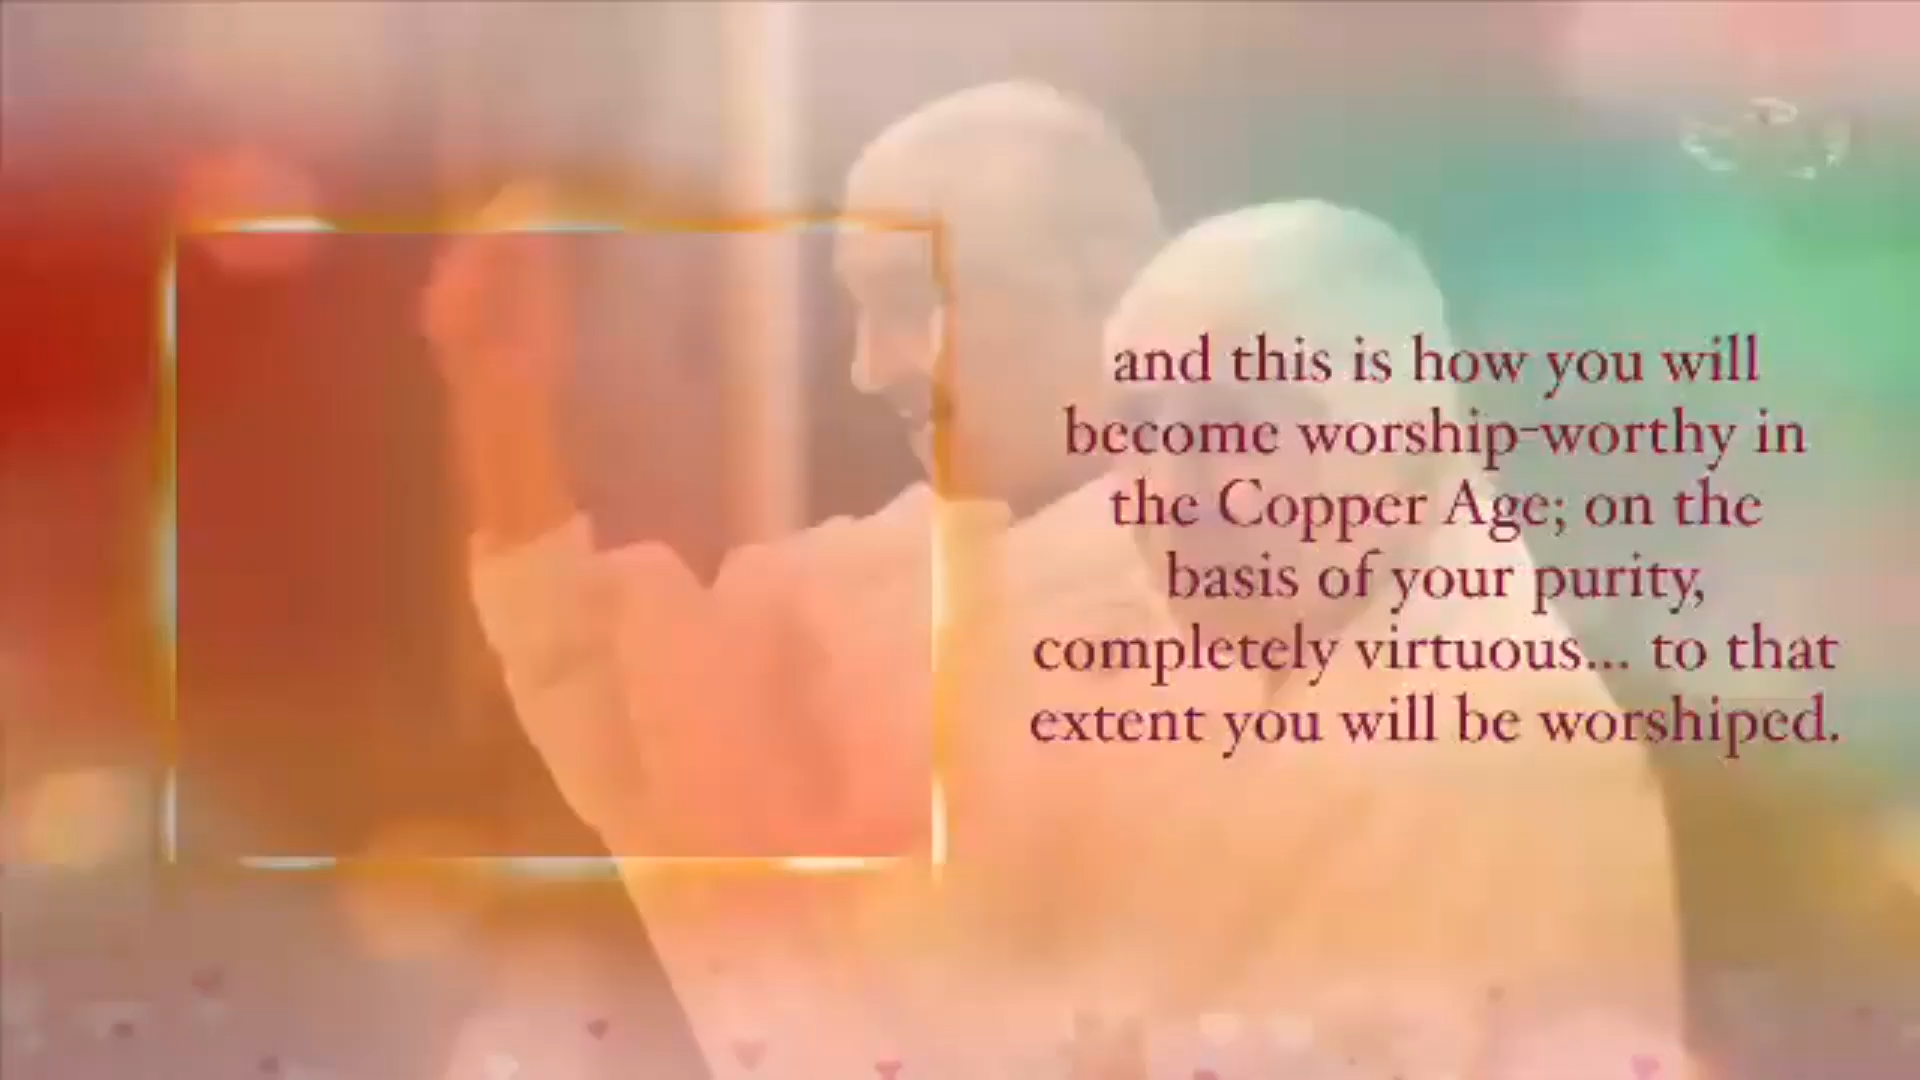 and this is how you will
become worship-worthy in
the Copper Age; on the
basis of your purity,
completely virtuous... to that
extent you will be worshiped.